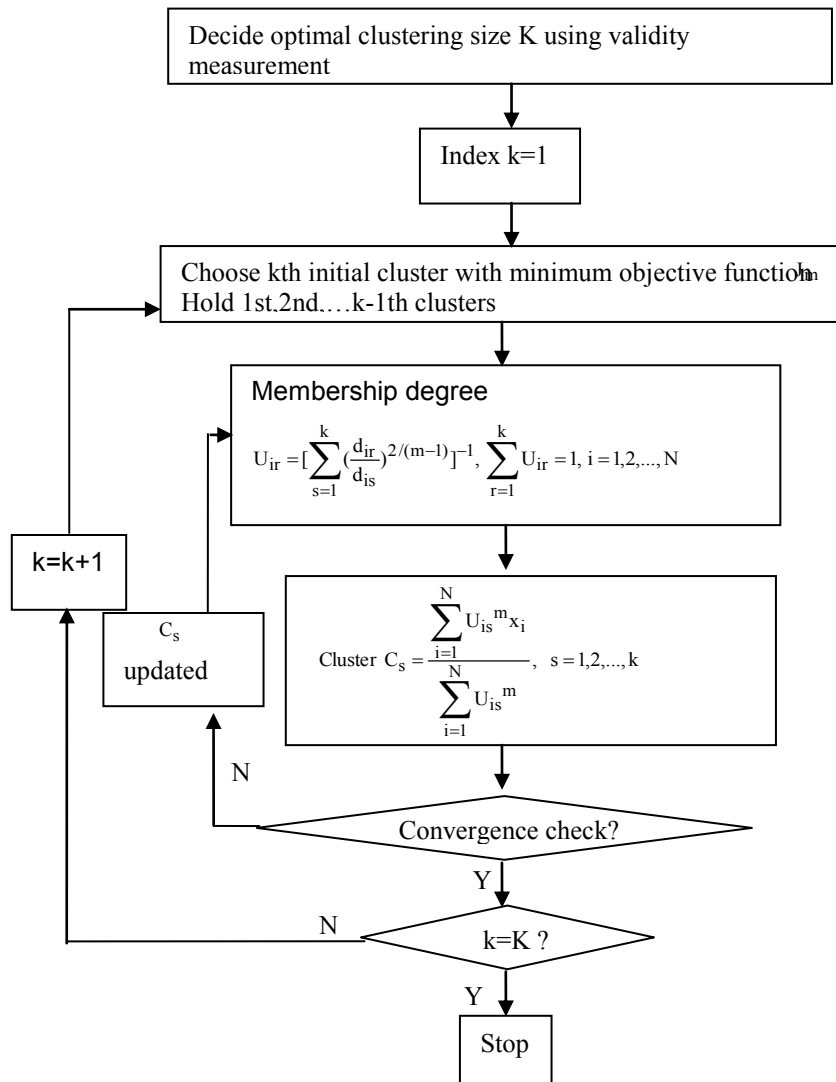 Decide optimal clustering size K using validity
measurement
Index k=1
Choose kth initial cluster with minimum objective function Jm
Hold 1st,2nd,…k-1th clusters
Membership degree
U_ir = [∑_{s=1}^{k} (d_ir/d_is)^{2/(m−1)}]^{−1}, ∑_{r=1}^{k} U_ir = 1, i = 1,2,..., N
k=k+1
C_s
updated
Cluster C_s = ∑_{i=1}^{N} U_is^m x_i / ∑_{i=1}^{N} U_is^m, s = 1,2,..., k
N
Convergence check?
Y
N
k=K ?
Y
Stop